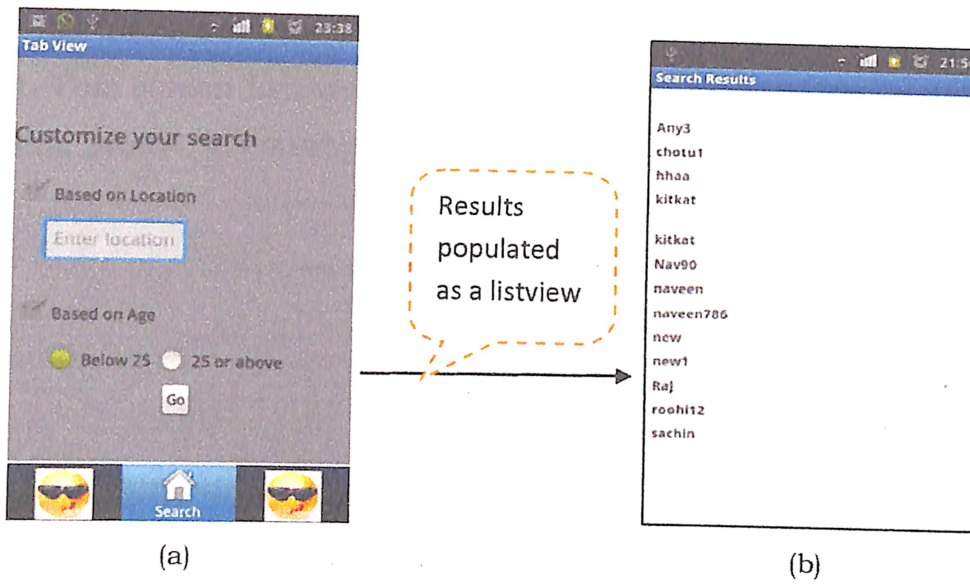 23:38
Tab View
Customize your search
Based on Location
Enter location
Based on Age
Below 25 25 or above
Go
Search
(a)
Results
populated
as a listview
Search Results
Any3
chotu1
hhaa
kitkat
kitkat
Nav90
naveen
naveen786
new
new1
Raj
roohi12
sachin
(b)